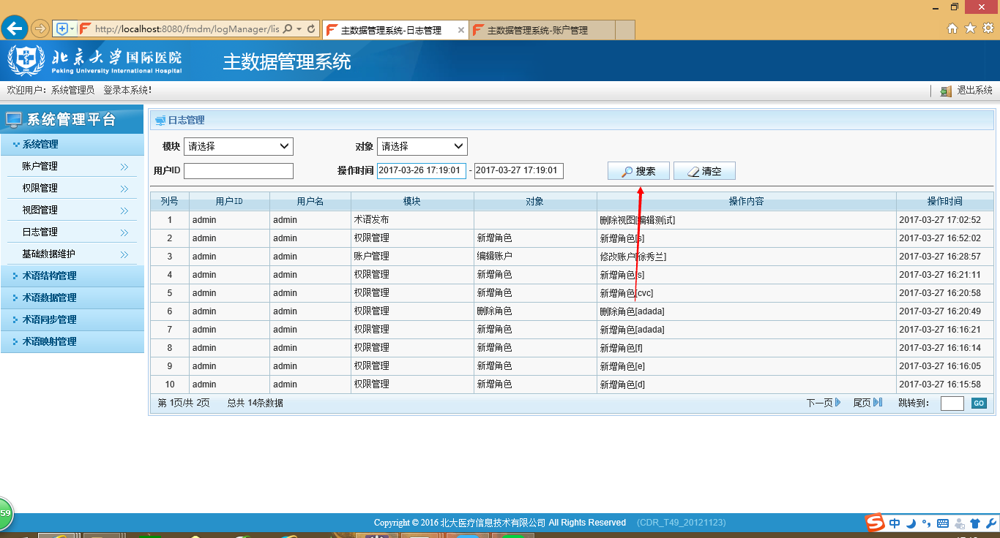 http://localhost:8080/fmdm/logManager/lis
主数据管理系统-日志管理
主数据管理系统-账户管理
北京大学国际医院
Peking University International Hospital
主数据管理系统
欢迎用户：系统管理员 登录本系统！
退出系统
系统管理平台
系统管理
账户管理
权限管理
视图管理
日志管理
基础数据维护
术语结构管理
术语数据管理
术语同步管理
术语映射管理
日志管理
模块 请选择 对象 请选择
用户ID 操作时间 2017-03-26 17:19:01 - 2017-03-27 17:19:01 搜索 清空
列号 用户ID 用户名 模块 对象 操作内容 操作时间
1 admin admin 术语发布 删除视图[编辑测试] 2017-03-27 17:02:52
2 admin admin 权限管理 新增角色 新增角色[s] 2017-03-27 16:52:02
3 admin admin 账户管理 编辑账户 修改账户[徐秀兰] 2017-03-27 16:28:57
4 admin admin 权限管理 新增角色 新增角色[s] 2017-03-27 16:21:11
5 admin admin 权限管理 新增角色 新增角色[cvc] 2017-03-27 16:20:58
6 admin admin 权限管理 删除角色 删除角色[adada] 2017-03-27 16:20:49
7 admin admin 权限管理 新增角色 新增角色[adada] 2017-03-27 16:16:21
8 admin admin 权限管理 新增角色 新增角色[f] 2017-03-27 16:16:14
9 admin admin 权限管理 新增角色 新增角色[e] 2017-03-27 16:16:05
10 admin admin 权限管理 新增角色 新增角色[d] 2017-03-27 16:15:58
第 1页/共 2页 总共 14条数据 下一页 尾页 跳转到： GO
59
Copyright © 2016 北大医疗信息技术有限公司 All Rights Reserved (CDR_T49_20121123)
中